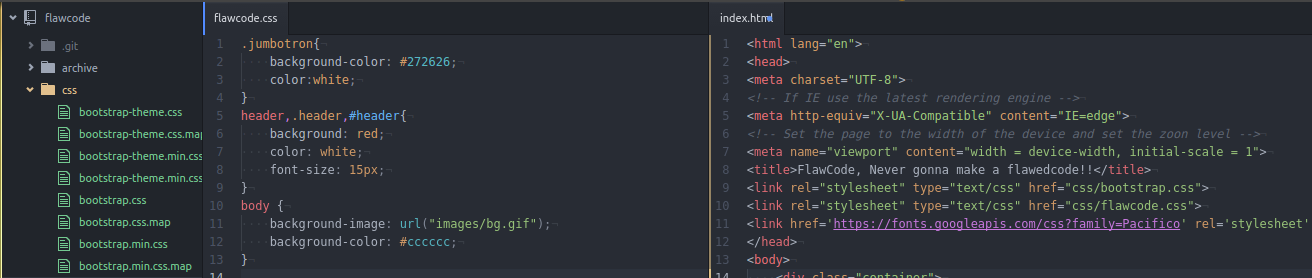 flawcode
.git
archive
css
bootstrap-theme.css
bootstrap-theme.css.map
bootstrap-theme.min.css
bootstrap-theme.min.css
bootstrap.css
bootstrap.css.map
bootstrap.min.css
bootstrap.min.css.map
flawcode.css
1 .jumbotron{
2 background-color: #272626;
3 color:white;
4 }
5 header,.header,#header{
6 background: red;
7 color: white;
8 font-size: 15px;
9 }
10 body {
11 background-image: url("images/bg.gif");
12 background-color: #cccccc;
13 }
14
index.html
1 <html lang="en">
2 <head>
3 <meta charset="UTF-8">
4 <!-- If IE use the latest rendering engine -->
5 <meta http-equiv="X-UA-Compatible" content="IE=edge">
6 <!-- Set the page to the width of the device and set the zoon level -->
7 <meta name="viewport" content="width = device-width, initial-scale = 1">
8 <title>FlawCode, Never gonna make a flawedcode!!</title>
9 <link rel="stylesheet" type="text/css" href="css/bootstrap.css">
10 <link rel="stylesheet" type="text/css" href="css/flawcode.css">
11 <link href='https://fonts.googleapis.com/css?family=Pacifico' rel='stylesheet'
12 </head>
13 <body>
14 <div class="container">